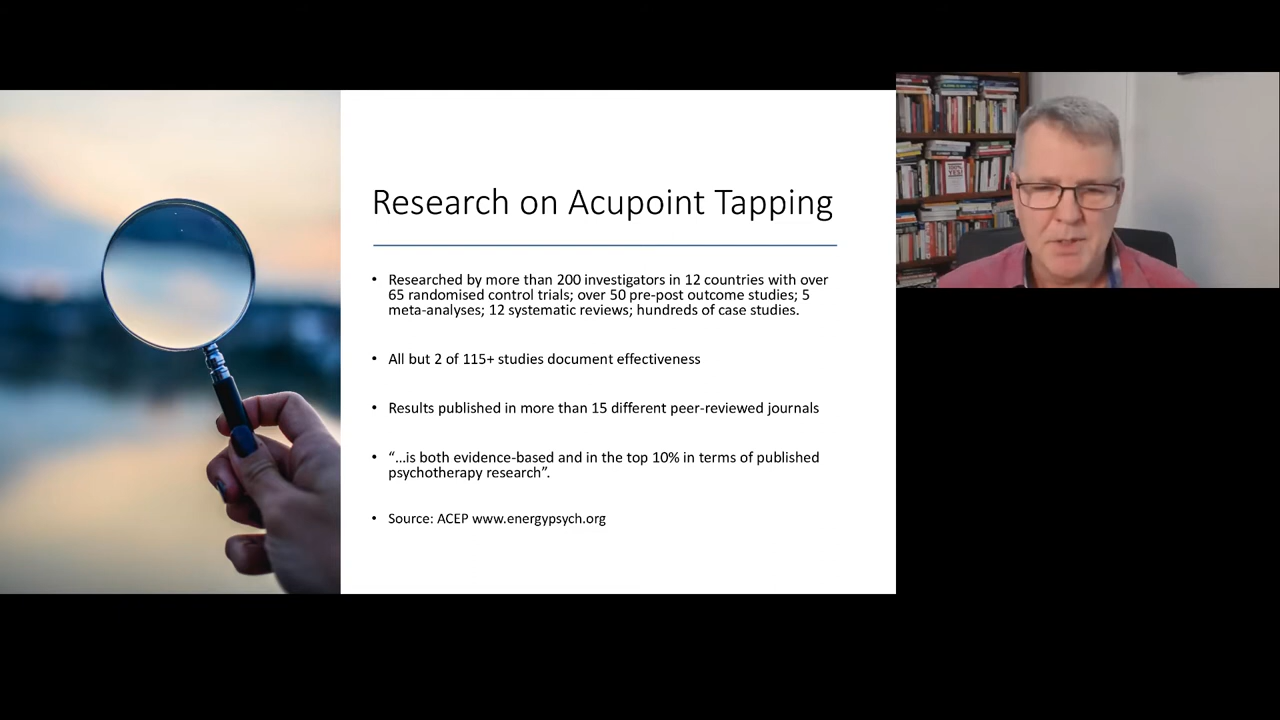 Research on Acupoint Tapping
• Researched by more than 200 investigators in 12 countries with over
65 randomised control trials; over 50 pre-post outcome studies; 5
meta-analyses; 12 systematic reviews; hundreds of case studies.
• All but 2 of 115+ studies document effectiveness
• Results published in more than 15 different peer-reviewed journals
• “…is both evidence-based and in the top 10% in terms of published
psychotherapy research”.
• Source: ACEP www.energypsych.org